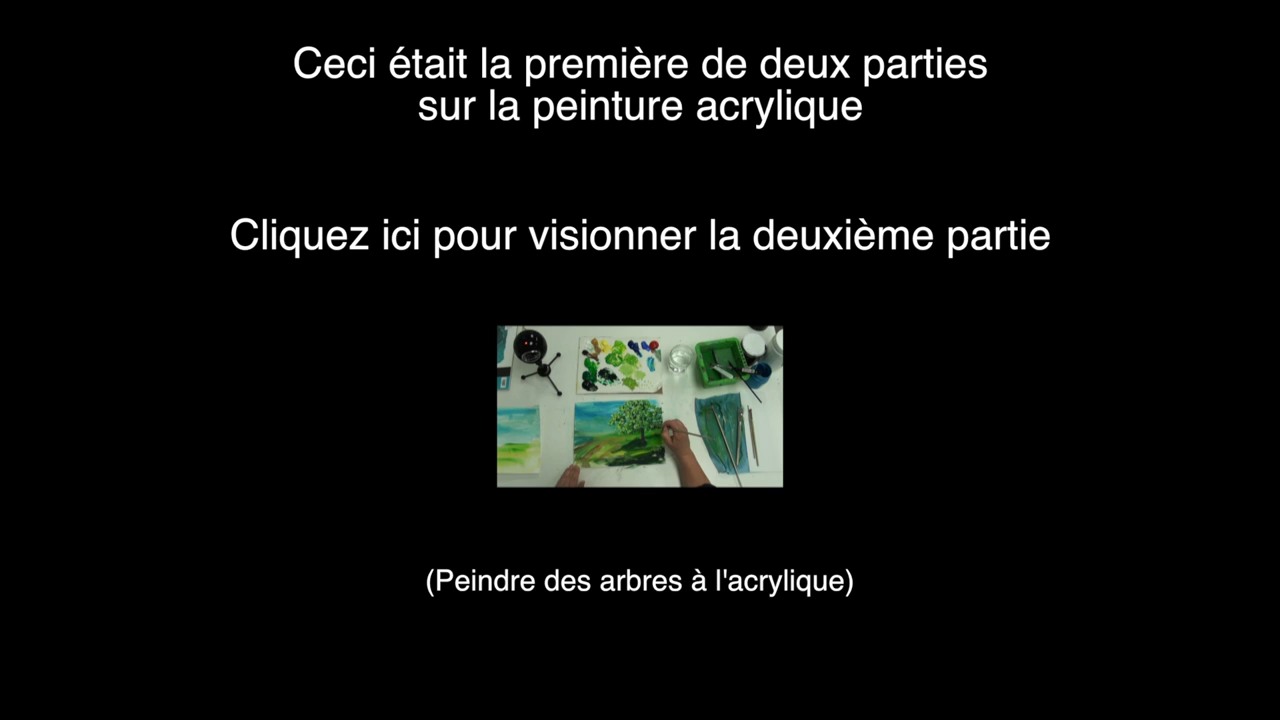 Ceci était la première de deux parties
sur la peinture acrylique
Cliquez ici pour visionner la deuxième partie
(Peindre des arbres à l'acrylique)